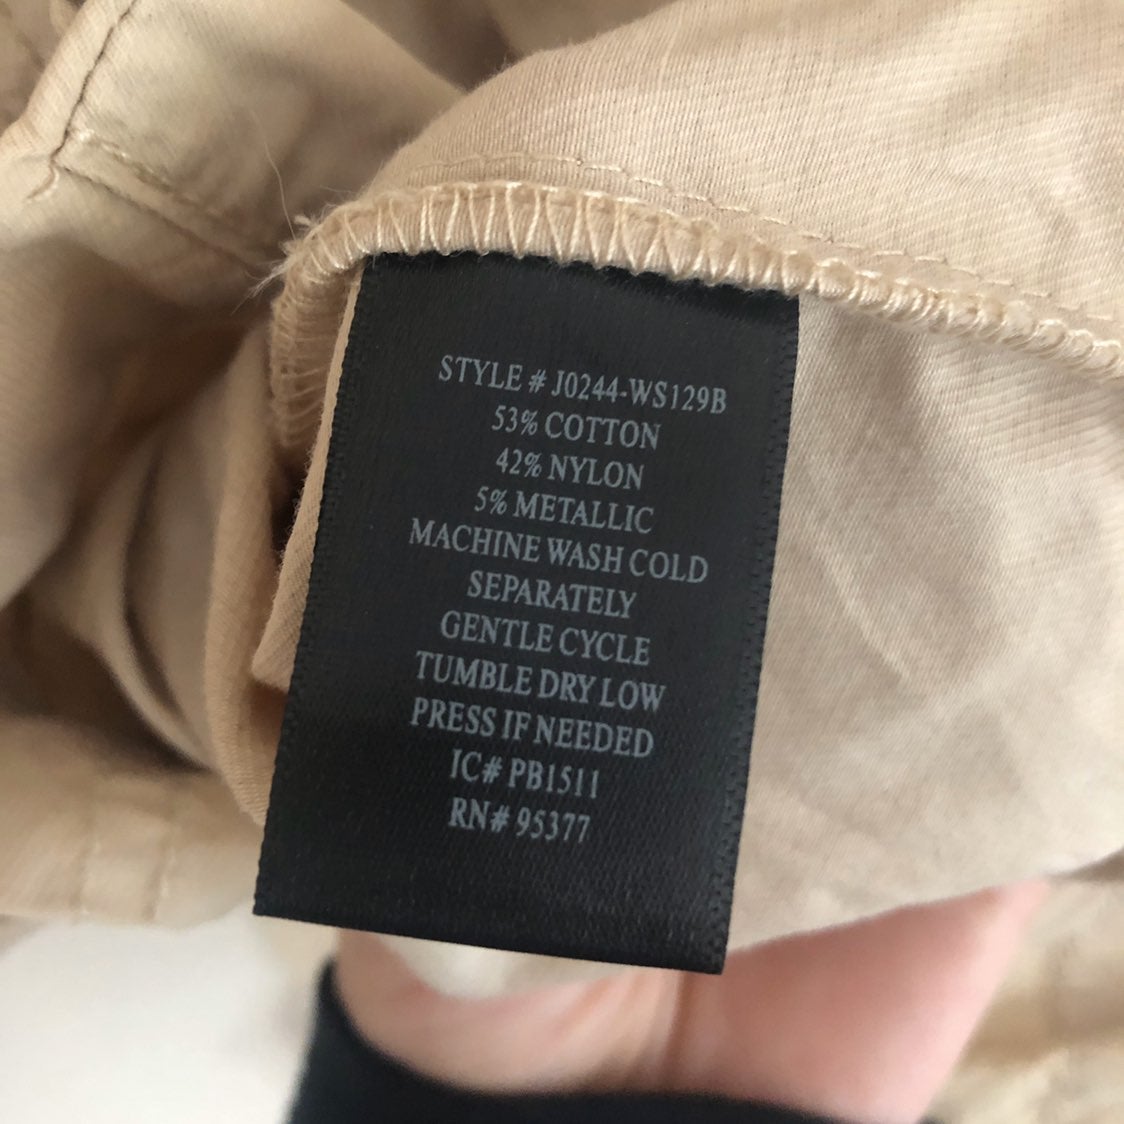 STYLE # J0244-WS129B
53% COTTON
42% NYLON
5% METALLIC
MACHINE WASH COLD
SEPARATELY
GENTLE CYCLE
TUMBLE DRY LOW
PRESS IF NEEDED
IC# PB1511
RN# 95377